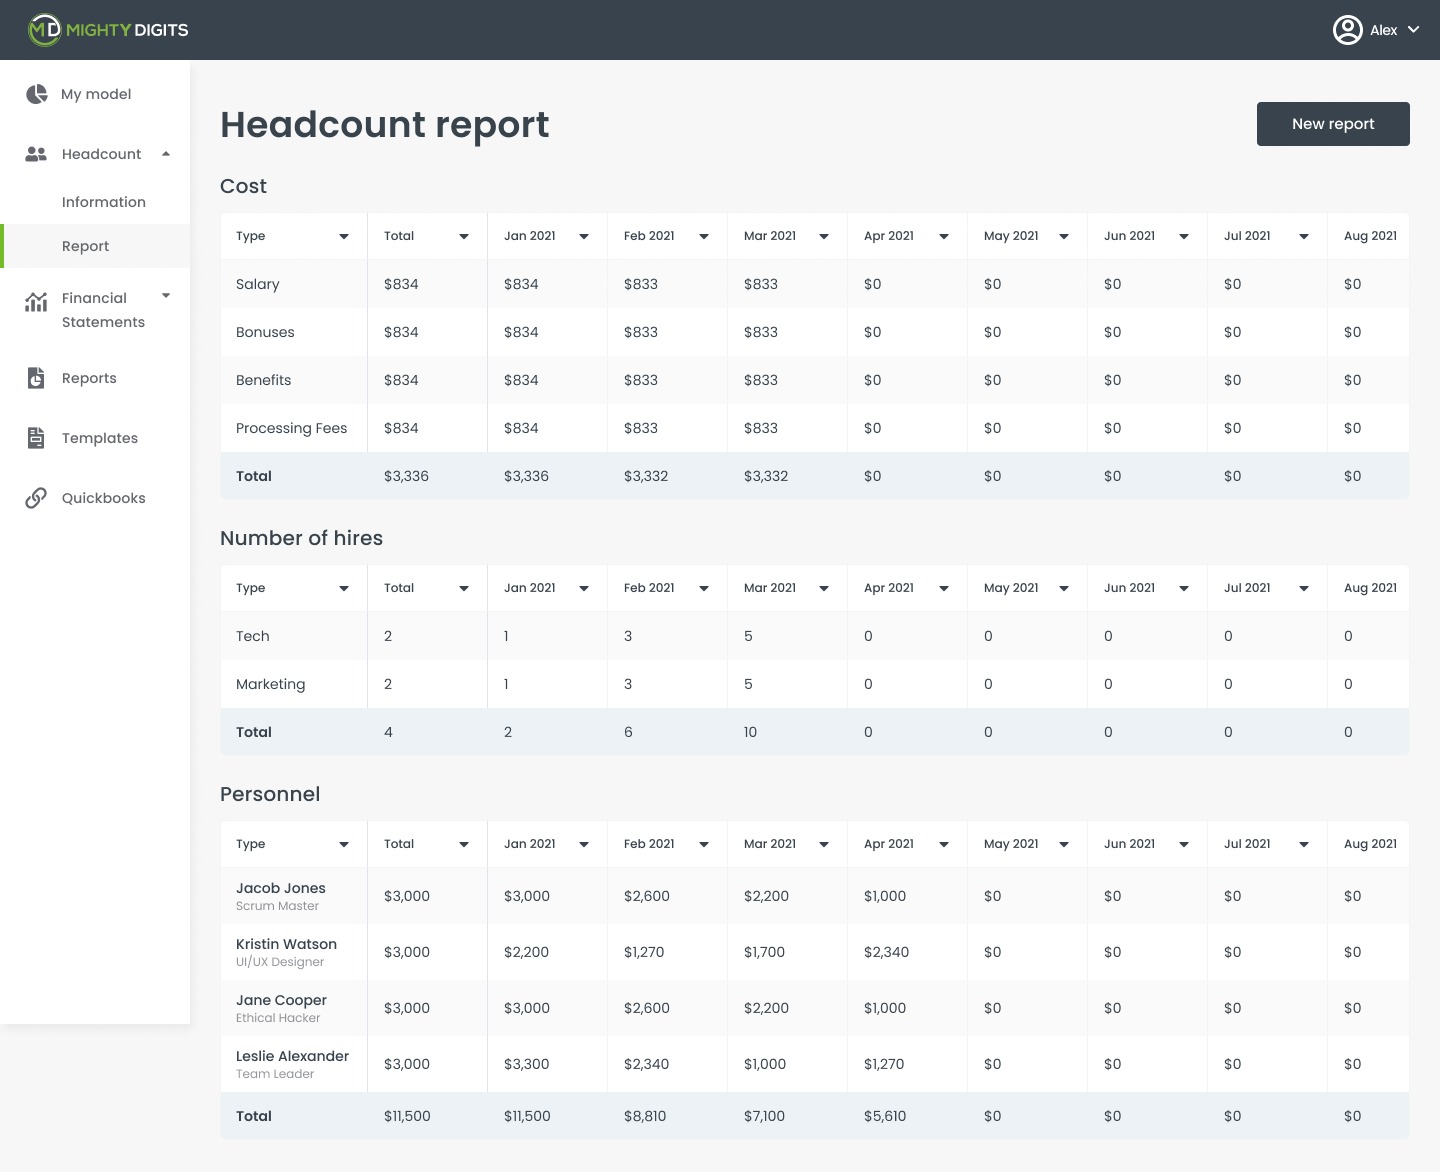 MD MIGHTY DIGITS
Alex
My model
Headcount
Information
Report
Financial
Statements
Reports
Templates
Quickbooks
Headcount report
New report
Cost
Type Total Jan 2021 Feb 2021 Mar 2021 Apr 2021 May 2021 Jun 2021 Jul 2021 Aug 2021
Salary $834 $834 $833 $833 $0 $0 $0 $0 $0
Bonuses $834 $834 $833 $833 $0 $0 $0 $0 $0
Benefits $834 $834 $833 $833 $0 $0 $0 $0 $0
Processing Fees $834 $834 $833 $833 $0 $0 $0 $0 $0
Total $3,336 $3,336 $3,332 $3,332 $0 $0 $0 $0 $0
Number of hires
Type Total Jan 2021 Feb 2021 Mar 2021 Apr 2021 May 2021 Jun 2021 Jul 2021 Aug 2021
Tech 2 1 3 5 0 0 0 0 0
Marketing 2 1 3 5 0 0 0 0 0
Total 4 2 6 10 0 0 0 0 0
Personnel
Type Total Jan 2021 Feb 2021 Mar 2021 Apr 2021 May 2021 Jun 2021 Jul 2021 Aug 2021
Jacob Jones $3,000 $3,000 $2,600 $2,200 $1,000 $0 $0 $0 $0
Scrum Master
Kristin Watson $3,000 $2,200 $1,270 $1,700 $2,340 $0 $0 $0 $0
UI/UX Designer
Jane Cooper $3,000 $3,000 $2,600 $2,200 $1,000 $0 $0 $0 $0
Ethical Hacker
Leslie Alexander $3,000 $3,300 $2,340 $1,000 $1,270 $0 $0 $0 $0
Team Leader
Total $11,500 $11,500 $8,810 $7,100 $5,610 $0 $0 $0 $0